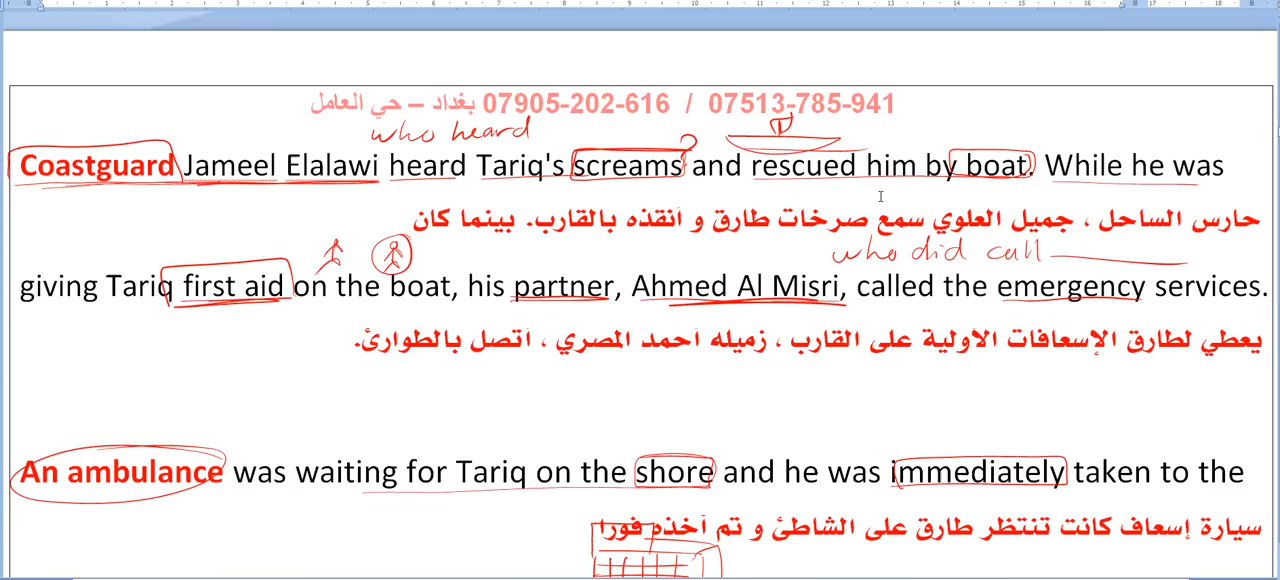 07905-202-616 / 07513-785-941 بغداد – حي العامل
who heard
Coastguard Jameel Elalawi heard Tariq's screams and rescued him by boat. While he was
حارس الساحل ، جميل العلوي سمع صرخات طارق و أنقذه بالقارب. بينما كان
who did call
giving Tariq first aid on the boat, his partner, Ahmed Al Misri, called the emergency services.
يعطي لطارق الإسعافات الاولية على القارب ، زميله أحمد المصري ، أتصل بالطوارئ.
An ambulance was waiting for Tariq on the shore and he was immediately taken to the
سيارة إسعاف كانت تنتظر طارق على الشاطئ و تم أخذه فورا